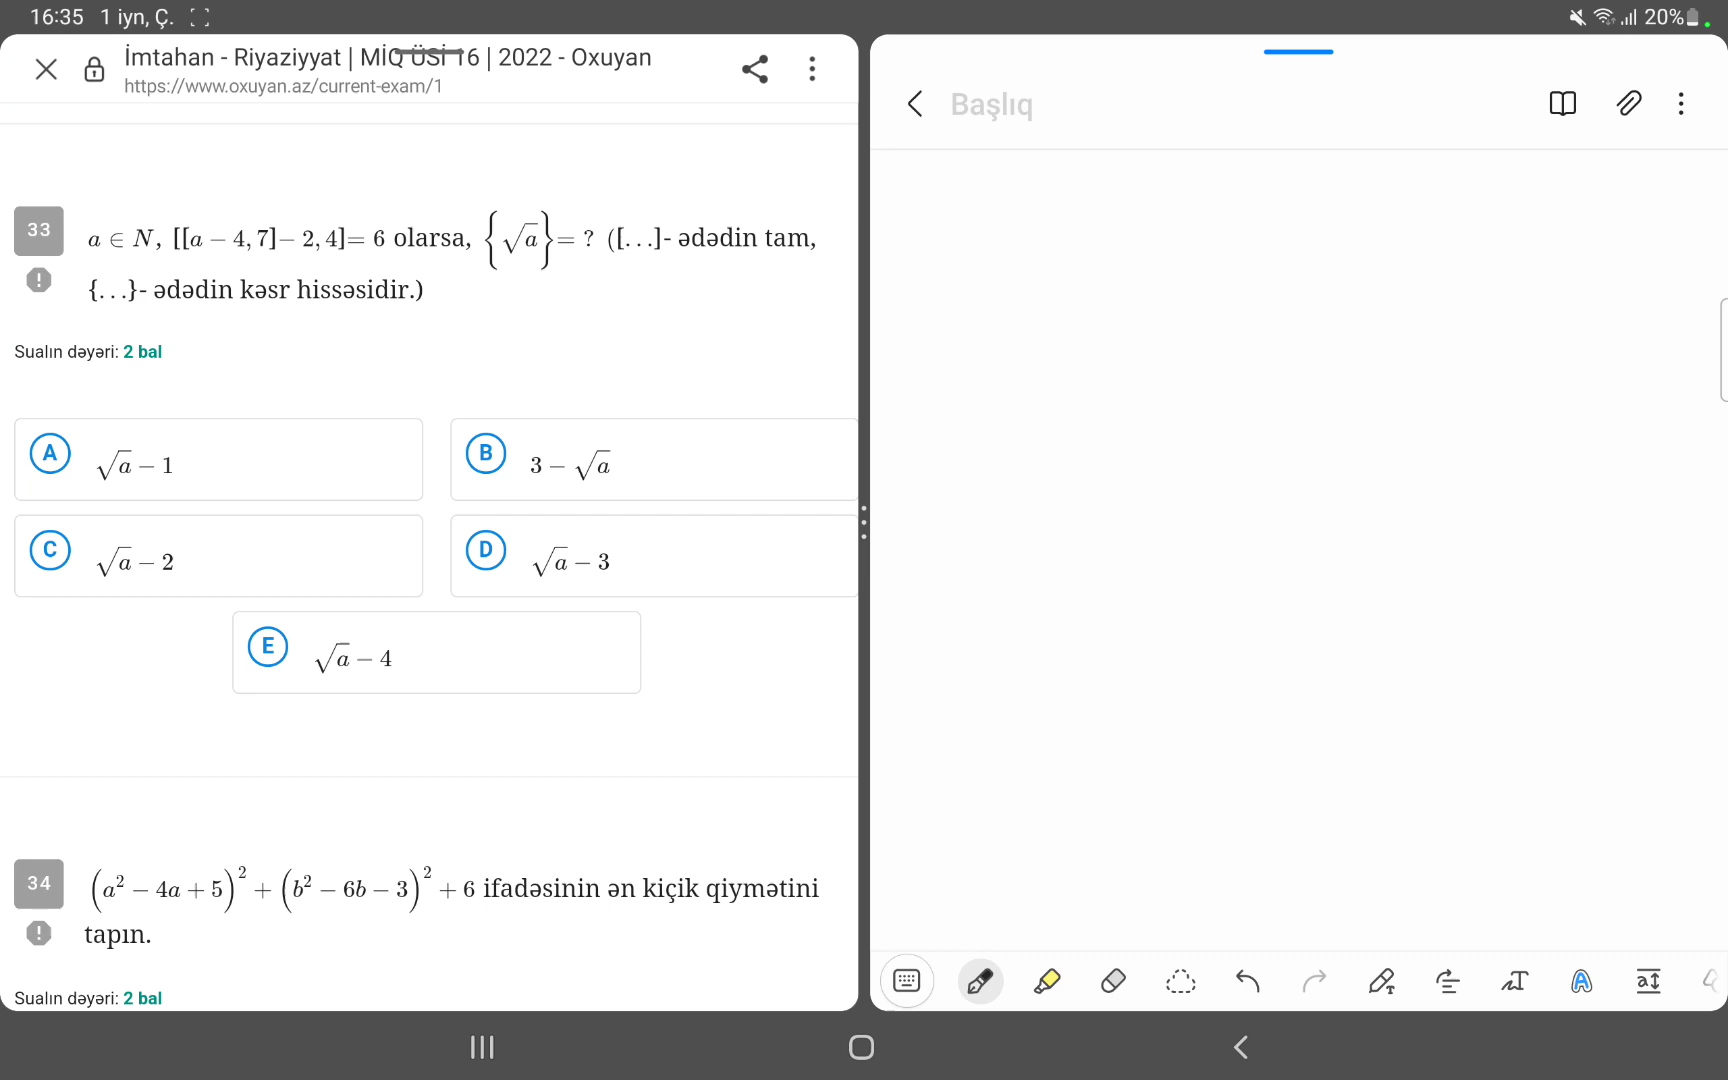 16:35 1 iyn, Ç. 20%
İmtahan - Riyaziyyat | MİQ ÜSİ 16 | 2022 - Oxuyan
https://www.oxuyan.az/current-exam/1
Başlıq
33
a ∈ N, [[a − 4, 7]− 2, 4]= 6 olarsa, {√a}= ? ([...]- ədədin tam,
{...}- ədədin kəsr hissəsidir.)
Sualın dəyəri: 2 bal
A √a − 1
B 3 − √a
C √a − 2
D √a − 3
E √a − 4
34
(a² − 4a + 5)² + (b² − 6b − 3)² + 6 ifadəsinin ən kiçik qiymətini
tapın.
Sualın dəyəri: 2 bal